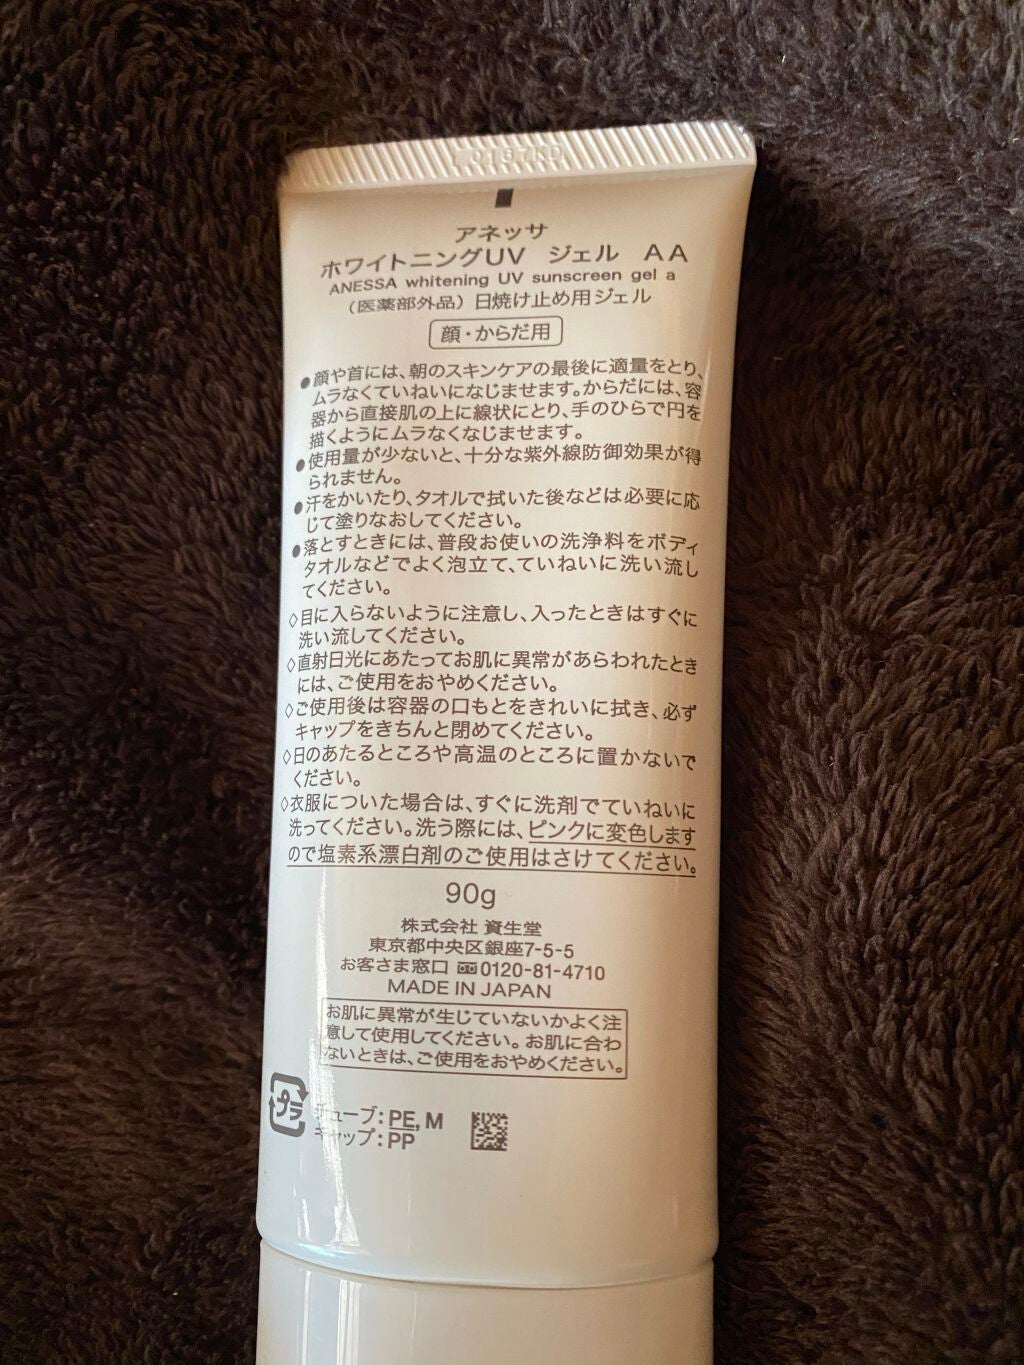 アネッサ
ホワイトニングUV ジェル AA
ANESSA whitening UV sunscreen gel a
(医薬部外品) 日焼け止め用ジェル
顔・からだ用
●顔や首には、朝のスキンケアの最後に適量をとり、
ムラなくていねいになじませます。からだには、容
器から直接肌の上に線状にとり、手のひらで円を
描くようにムラなくなじませます。
●使用量が少ないと、十分な紫外線防御効果が得
られません。
●汗をかいたり、タオルで拭いた後などは必要に応
じて塗りなおしてください。
●落とすときには、普段お使いの洗浄料をボディ
タオルなどでよく泡立て、ていねいに洗い流し
てください。
◇目に入らないように注意し、入ったときはすぐに
洗い流してください。
◇直射日光にあたってお肌に異常があらわれたとき
には、ご使用をおやめください。
◇ご使用後は容器の口もとをきれいに拭き、必ず
キャップをきちんと閉めてください。
◇日のあたるところや高温のところに置かないで
ください。
◇衣服についた場合は、すぐに洗剤でていねいに
洗ってください。洗う際には、ピンクに変色します
ので塩素系漂白剤のご使用はさけてください。
90g
株式会社 資生堂
東京都中央区銀座7-5-5
お客さま窓口 0120-81-4710
MADE IN JAPAN
お肌に異常が生じていないかよく注
意して使用してください。お肌に合わ
ないときは、ご使用をおやめください。
プラ
チューブ:PE, M
キャップ:PP